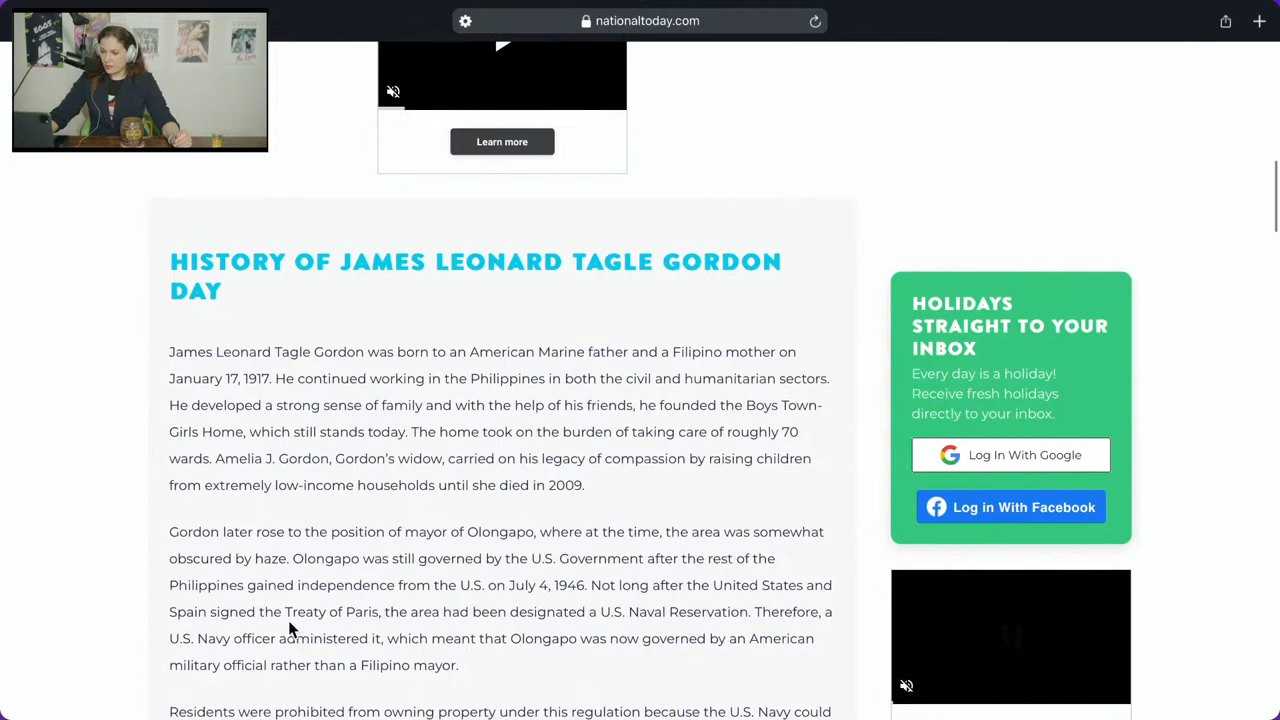 nationaltoday.com
Learn more
HISTORY OF JAMES LEONARD TAGLE GORDON
DAY
James Leonard Tagle Gordon was born to an American Marine father and a Filipino mother on
January 17, 1917. He continued working in the Philippines in both the civil and humanitarian sectors.
He developed a strong sense of family and with the help of his friends, he founded the Boys Town-
Girls Home, which still stands today. The home took on the burden of taking care of roughly 70
wards. Amelia J. Gordon, Gordon's widow, carried on his legacy of compassion by raising children
from extremely low-income households until she died in 2009.
Gordon later rose to the position of mayor of Olongapo, where at the time, the area was somewhat
obscured by haze. Olongapo was still governed by the U.S. Government after the rest of the
Philippines gained independence from the U.S. on July 4, 1946. Not long after the United States and
Spain signed the Treaty of Paris, the area had been designated a U.S. Naval Reservation. Therefore, a
U.S. Navy officer administered it, which meant that Olongapo was now governed by an American
military official rather than a Filipino mayor.
Residents were prohibited from owning property under this regulation because the U.S. Navy could
HOLIDAYS
STRAIGHT TO YOUR
INBOX
Every day is a holiday!
Receive fresh holidays
directly to your inbox.
Log In With Google
Log in With Facebook